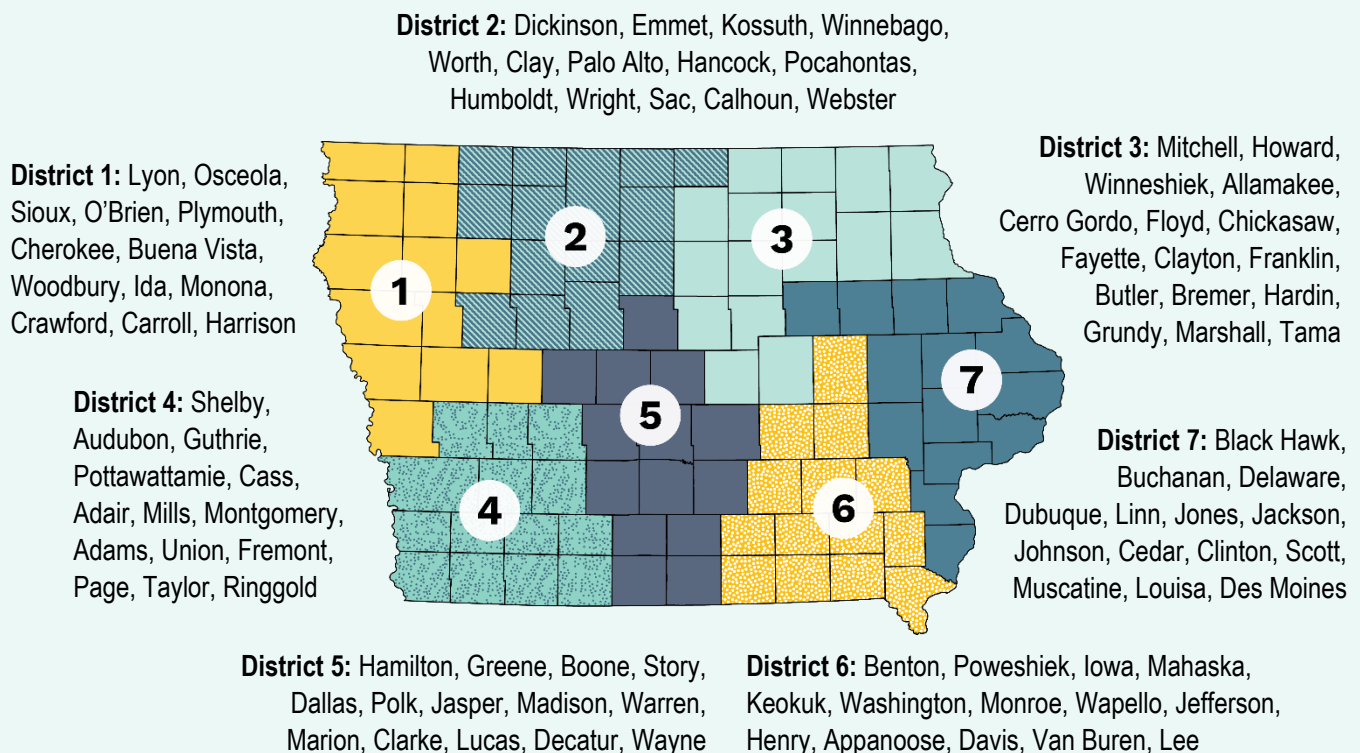 District 2: Dickinson, Emmet, Kossuth, Winnebago,
Worth, Clay, Palo Alto, Hancock, Pocahontas,
Humboldt, Wright, Sac, Calhoun, Webster
District 1: Lyon, Osceola,
Sioux, O’Brien, Plymouth,
Cherokee, Buena Vista,
Woodbury, Ida, Monona,
Crawford, Carroll, Harrison
District 3: Mitchell, Howard,
Winneshiek, Allamakee,
Cerro Gordo, Floyd, Chickasaw,
Fayette, Clayton, Franklin,
Butler, Bremer, Hardin,
Grundy, Marshall, Tama
2
3
1
7
5
4
6
District 4: Shelby,
Audubon, Guthrie,
Pottawattamie, Cass,
Adair, Mills, Montgomery,
Adams, Union, Fremont,
Page, Taylor, Ringgold
District 7: Black Hawk,
Buchanan, Delaware,
Dubuque, Linn, Jones, Jackson,
Johnson, Cedar, Clinton, Scott,
Muscatine, Louisa, Des Moines
District 5: Hamilton, Greene, Boone, Story,
Dallas, Polk, Jasper, Madison, Warren,
Marion, Clarke, Lucas, Decatur, Wayne
District 6: Benton, Poweshiek, Iowa, Mahaska,
Keokuk, Washington, Monroe, Wapello, Jefferson,
Henry, Appanoose, Davis, Van Buren, Lee